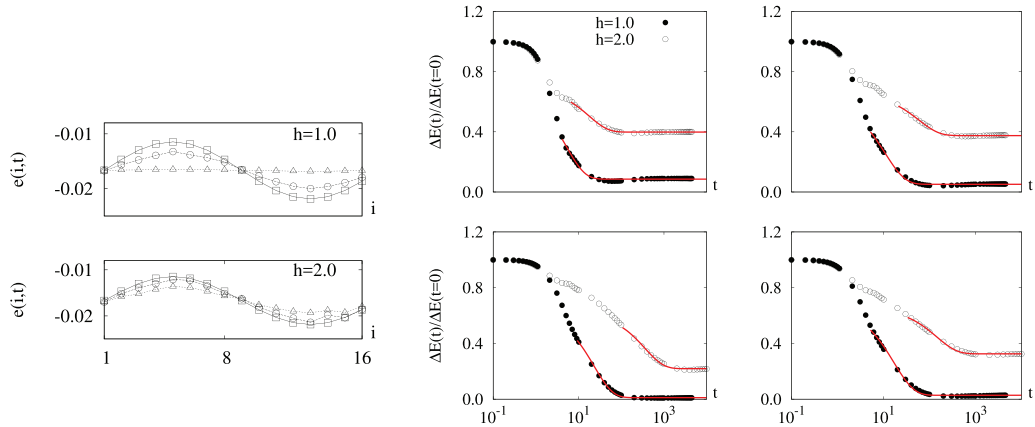 -0.01
h=1.0
e(i,t)
-0.02
i
-0.01
h=2.0
e(i,t)
-0.02
i
1 8 16
1.2
h=1.0
h=2.0
0.8
ΔE(t)/ΔE(t=0)
0.4
0.0
t
1.2
0.8
0.4
0.0
t
1.2
0.8
ΔE(t)/ΔE(t=0)
0.4
0.0
t
10⁻¹ 10¹ 10³
1.2
0.8
0.4
0.0
t
10⁻¹ 10¹ 10³